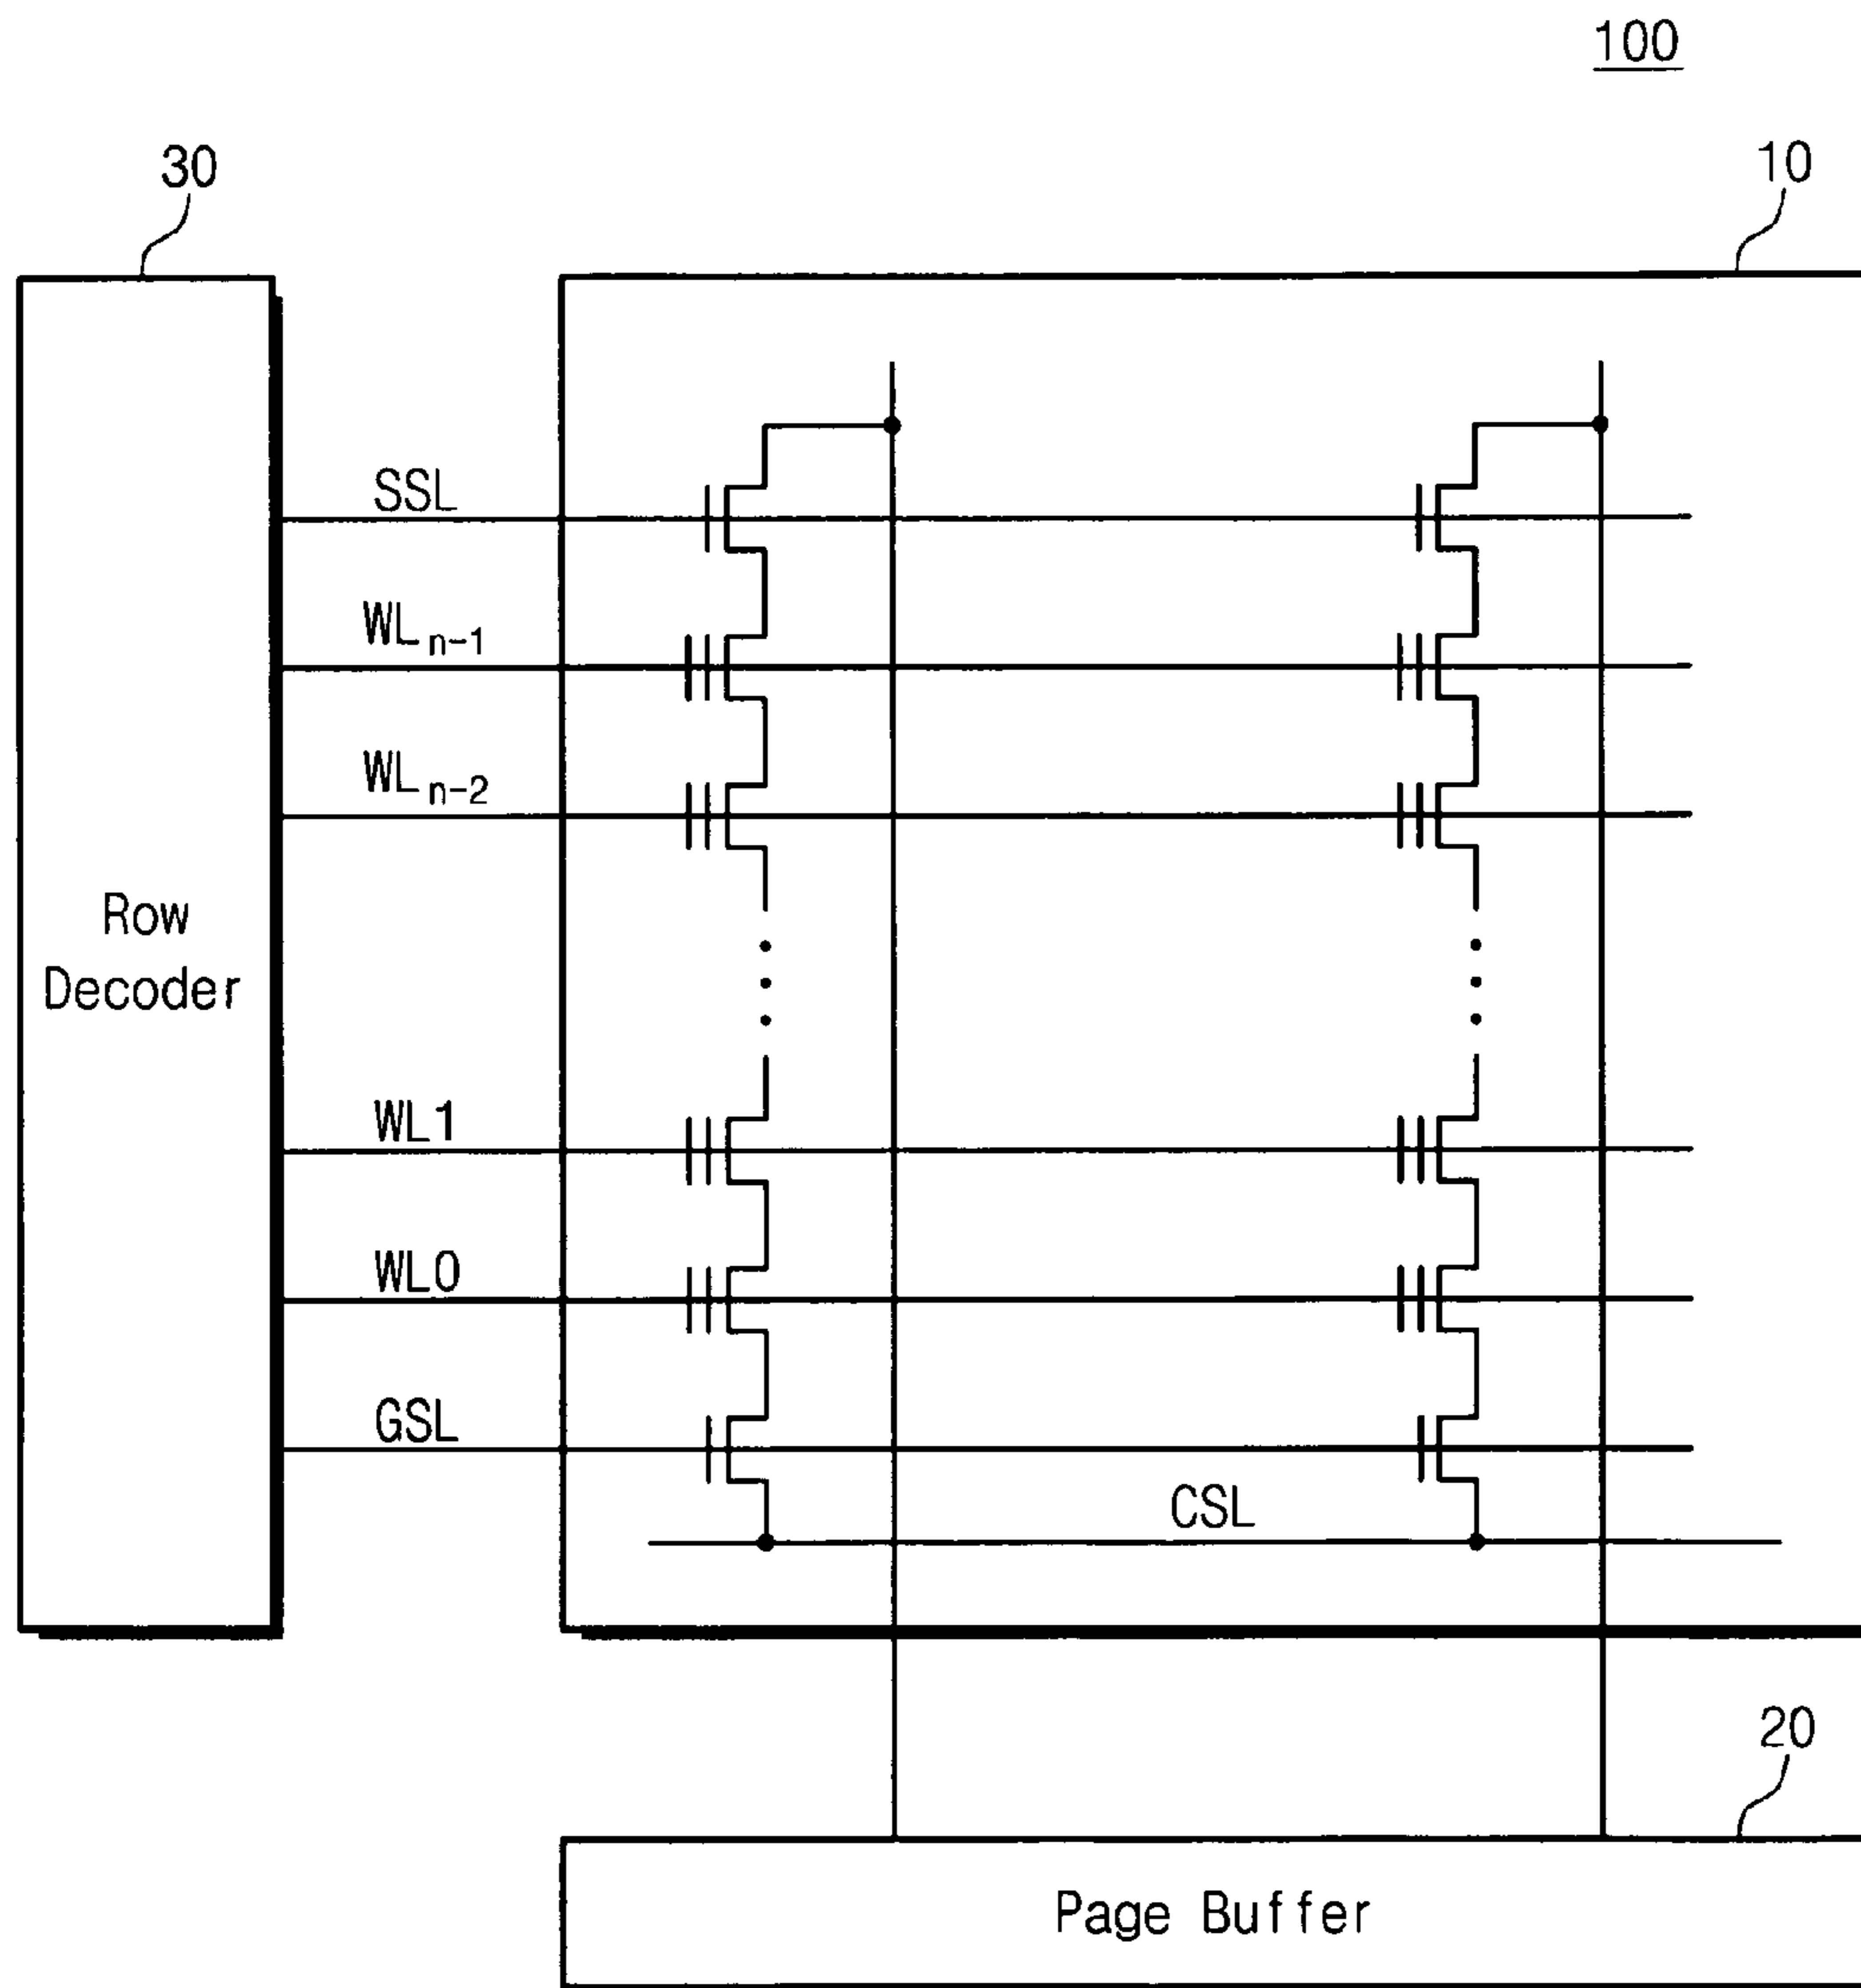 100
30
10
SSL
WLn-1
WLn-2
Row
Decoder
WL1
WL0
GSL
CSL
20
Page Buffer